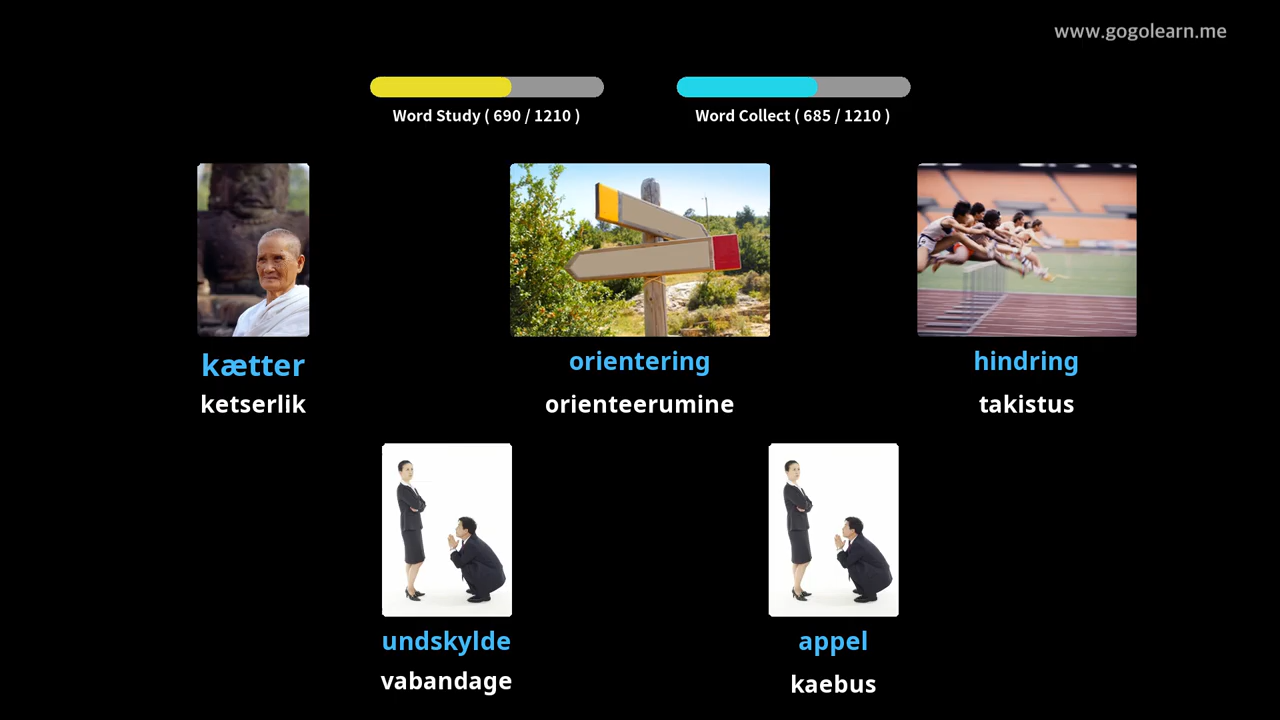 www.gogolearn.me
Word Study ( 690 / 1210 )
Word Collect ( 685 / 1210 )
kætter
ketserlik
orientering
orienteerumine
hindring
takistus
undskylde
vabandage
appel
kaebus